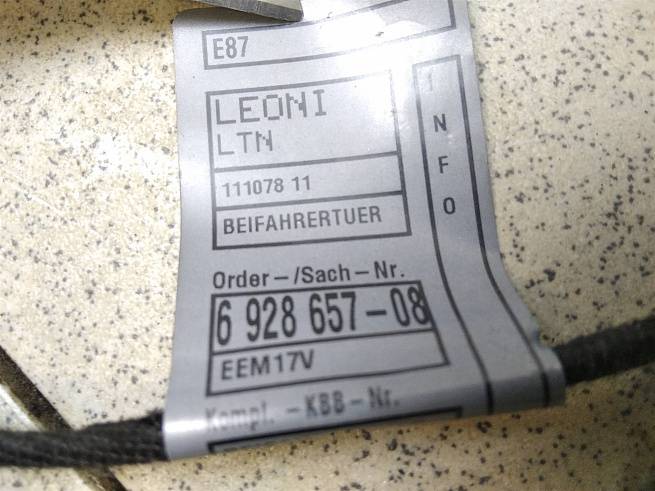 E87
LEONI
LTN
111078 11
BEIFAHRERTUER
INFO
Order-/Sach-Nr.
6 928 657-08
EEM17V
Kompl. -KBB-Nr.